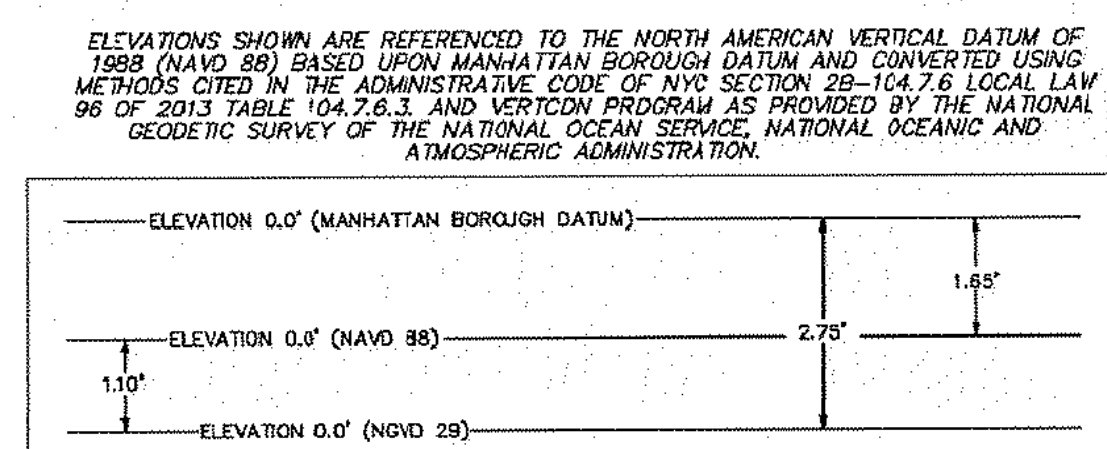 ELEVATIONS SHOWN ARE REFERENCED TO THE NORTH AMERICAN VERTICAL DATUM OF
1988 (NAVD 88) BASED UPON MANHATTAN BOROUGH DATUM AND CONVERTED USING
METHODS CITED IN THE ADMINISTRATIVE CODE OF NYC SECTION 28-104.7.6 LOCAL LAW
96 OF 2013 TABLE 104.7.6.3. AND VERTCON PROGRAM AS PROVIDED BY THE NATIONAL
GEODETIC SURVEY OF THE NATIONAL OCEAN SERVICE, NATIONAL OCEANIC AND
ATMOSPHERIC ADMINISTRATION.
ELEVATION 0.0' (MANHATTAN BOROUGH DATUM)
1.65'
ELEVATION 0.0' (NAVD 88)
2.75'
1.10'
ELEVATION 0.0' (NGVD 29)